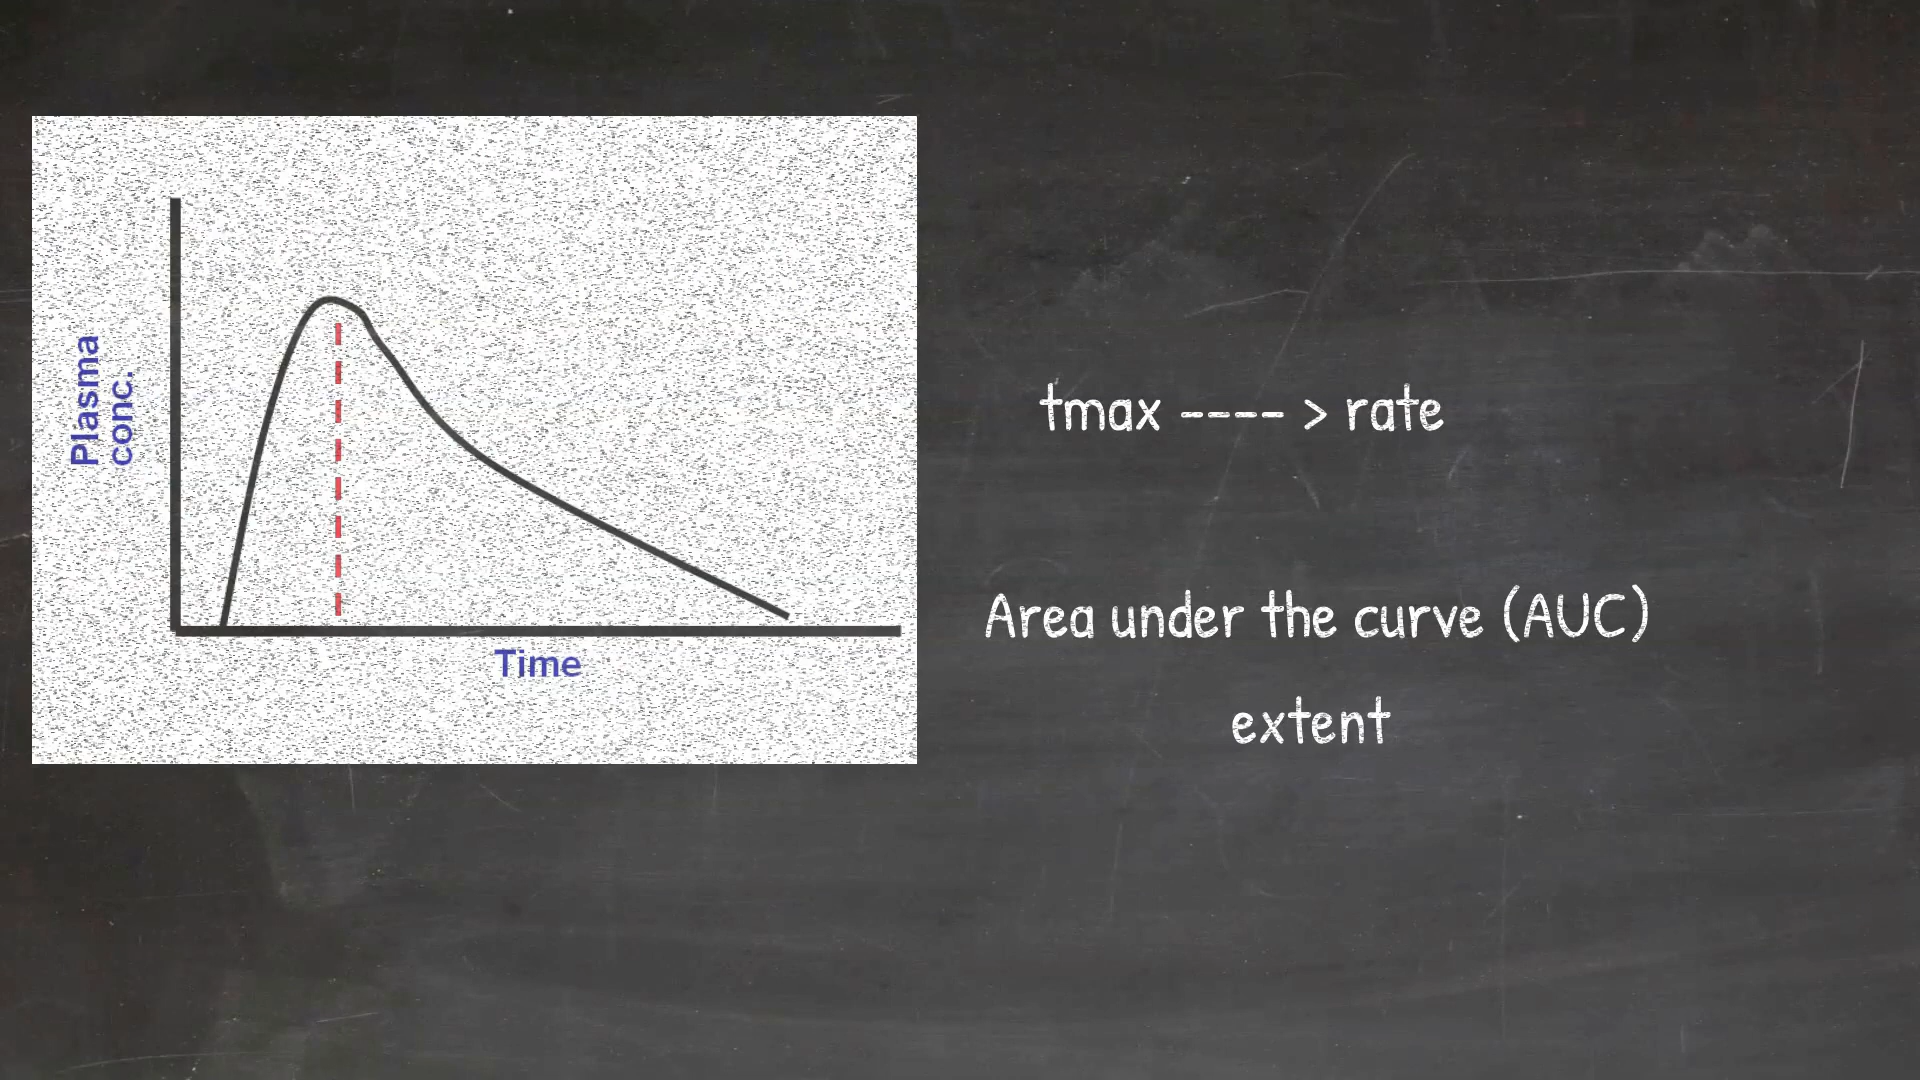 Plasma
conc.
Time
tmax ---- > rate
Area under the curve (AUC)
extent